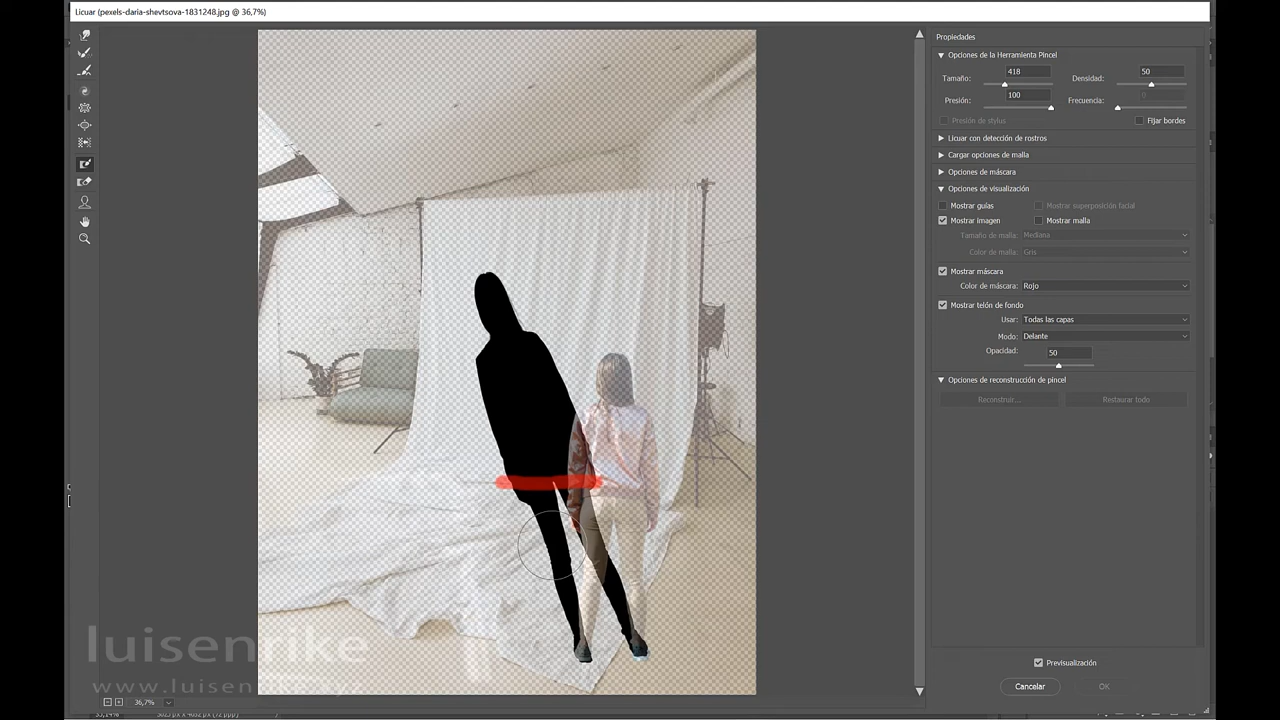 Licuar (pexels-daria-shevtsova-1831248.jpg @ 36,7%)
Propiedades
Opciones de la Herramienta Pincel
Tamaño: 418 Densidad: 50
Presión: 100 Frecuencia: 0
Presión de stylus Fijar bordes
Licuar con detección de rostros
Cargar opciones de malla
Opciones de máscara
Opciones de visualización
Mostrar guías Mostrar superposición facial
Mostrar imagen Mostrar malla
Tamaño de malla: Mediana
Color de malla: Gris
Mostrar máscara
Color de máscara: Rojo
Mostrar telón de fondo
Usar: Todas las capas
Modo: Delante
Opacidad: 50
Opciones de reconstrucción de pincel
Reconstruir... Restaurar todo
luisenrike
www.luisenrike
Previsualización
Cancelar OK
36,7%